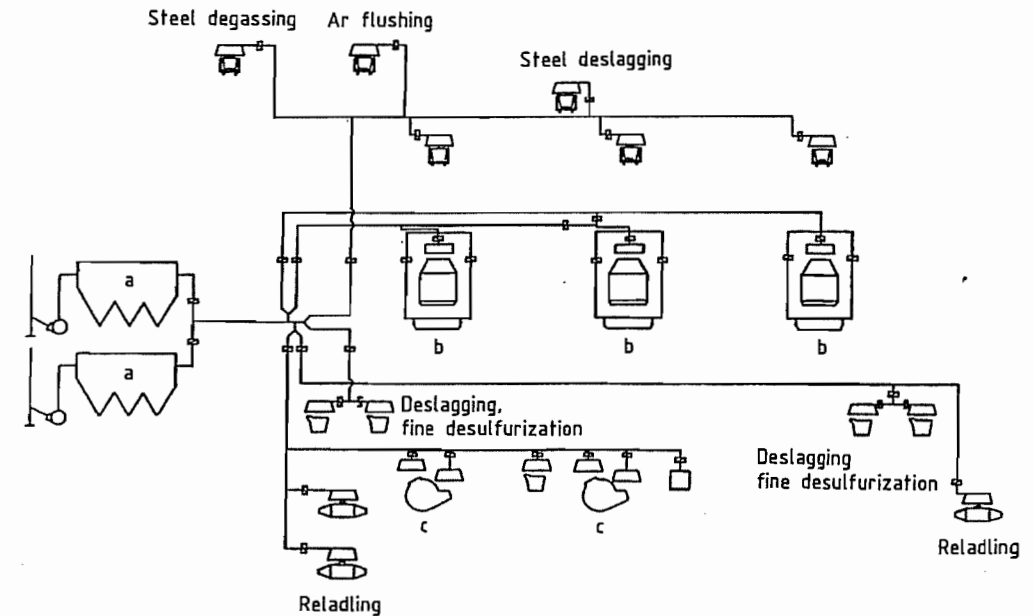 Steel degassing
Ar flushing
Steel deslagging
a
a
b
b
b
Deslagging,
fine desulfurization
Deslagging
fine desulfurization
c
c
Reladling
Reladling